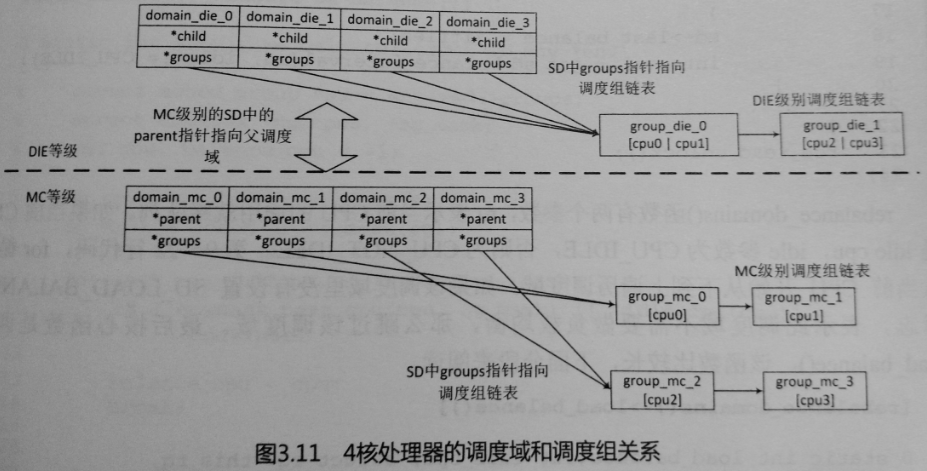 domain_die_0 domain_die_1 domain_die_2 domain_die_3
*child *child *child *child
*groups *groups *groups *groups
SD中groups指针指向
调度组链表
MC级别的SD中的
parent指针指向父调度
域
DIE级别调度组链表
group_die_0
[cpu0 | cpu1]
group_die_1
[cpu2 | cpu3]
DIE等级
MC等级
domain_mc_0 domain_mc_1 domain_mc_2 domain_mc_3
*parent *parent *parent *parent
*groups *groups *groups *groups
MC级别调度组链表
group_mc_0
[cpu0]
group_mc_1
[cpu1]
SD中groups指针指向
调度组链表
group_mc_2
[cpu2]
group_mc_3
[cpu3]
图3.11 4核处理器的调度域和调度组关系